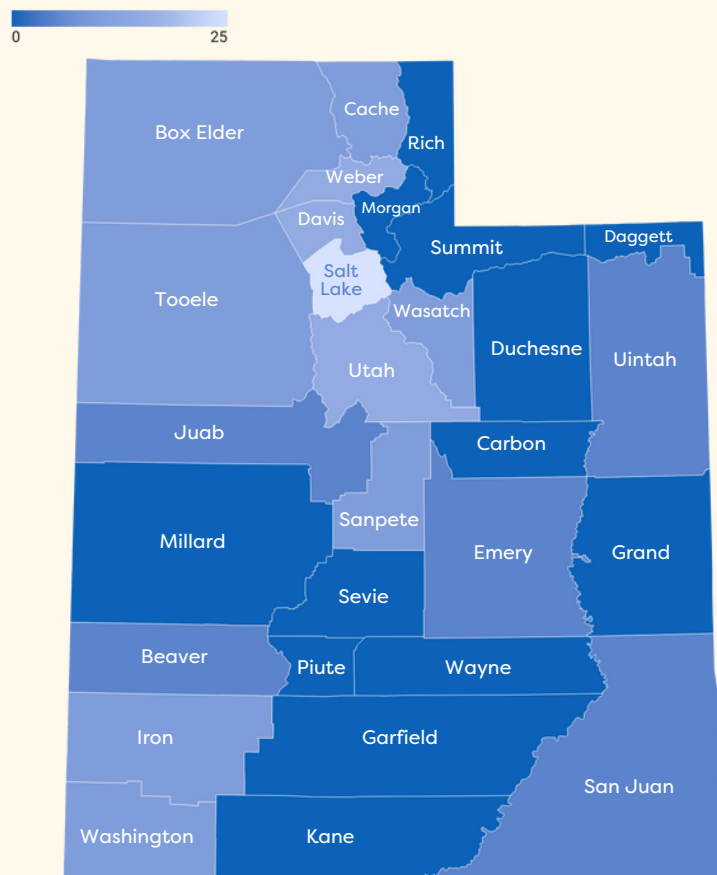 0 25
Cache
Box Elder
Rich
Weber
Morgan
Davis
Daggett
Summit
Salt
Lake
Tooele
Wasatch
Duchesne
Uintah
Utah
Juab
Carbon
Sanpete
Millard
Emery
Grand
Sevie
Beaver
Piute
Wayne
Iron
Garfield
San Juan
Washington
Kane